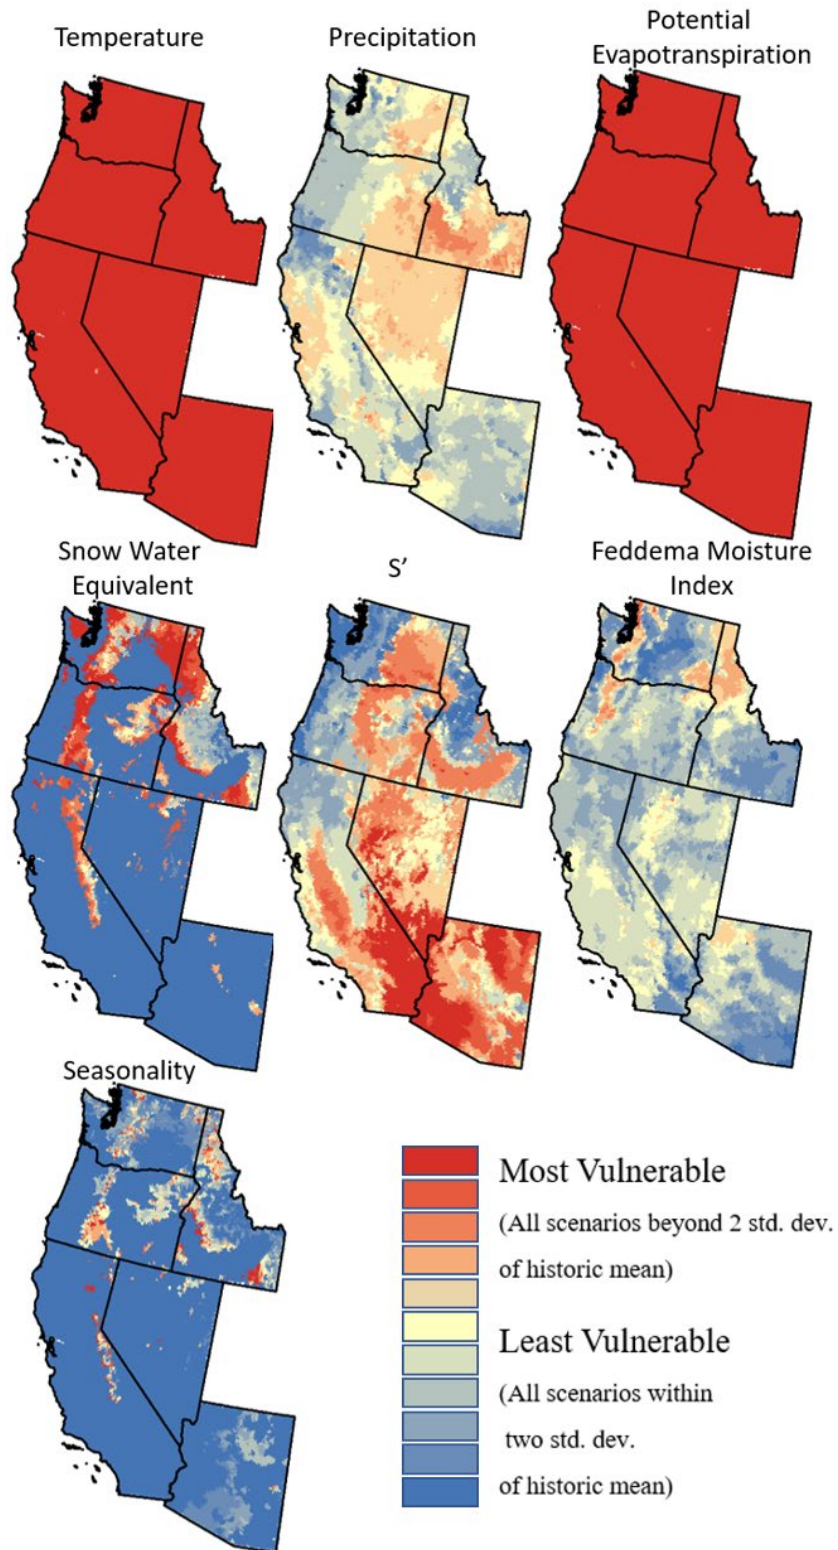 Temperature
Precipitation
Potential
Evapotranspiration
Snow Water
Equivalent
S’
Feddema Moisture
Index
Seasonality
Most Vulnerable
(All scenarios beyond 2 std. dev.
of historic mean)
Least Vulnerable
(All scenarios within
two std. dev.
of historic mean)